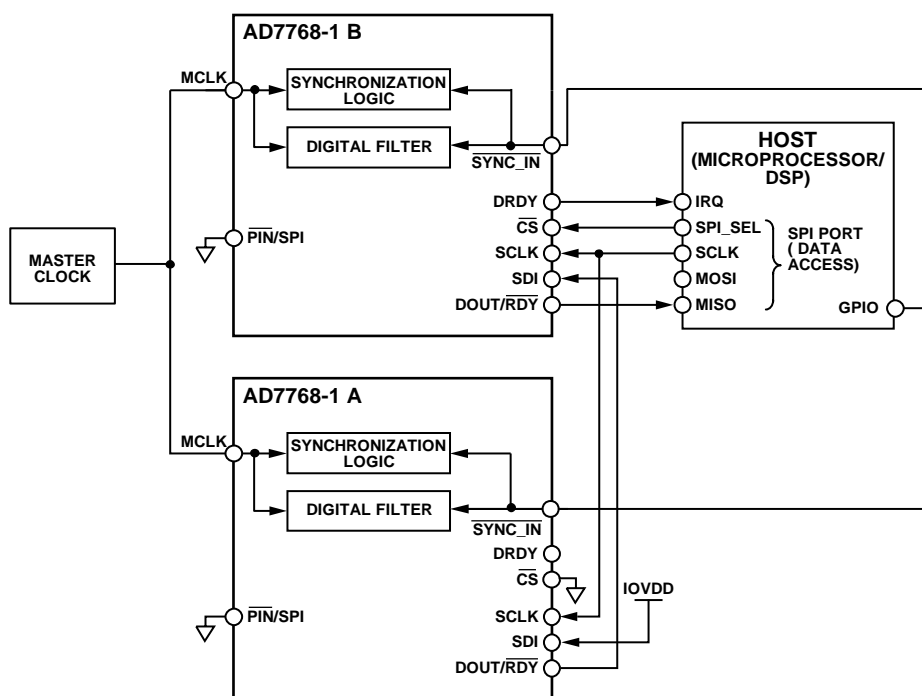 AD7768-1 B
MCLK
SYNCHRONIZATION
LOGIC
DIGITAL FILTER
SYNC_IN
DRDY
CS
SCLK
SDI
DOUT/RDY
PIN/SPI
MASTER
CLOCK
HOST
(MICROPROCESSOR/
DSP)
IRQ
SPI_SEL
SCLK
MOSI
MISO
SPI PORT
( DATA
ACCESS)
GPIO
AD7768-1 A
MCLK
SYNCHRONIZATION
LOGIC
DIGITAL FILTER
SYNC_IN
DRDY
CS
IOVDD
PIN/SPI
SCLK
SDI
DOUT/RDY